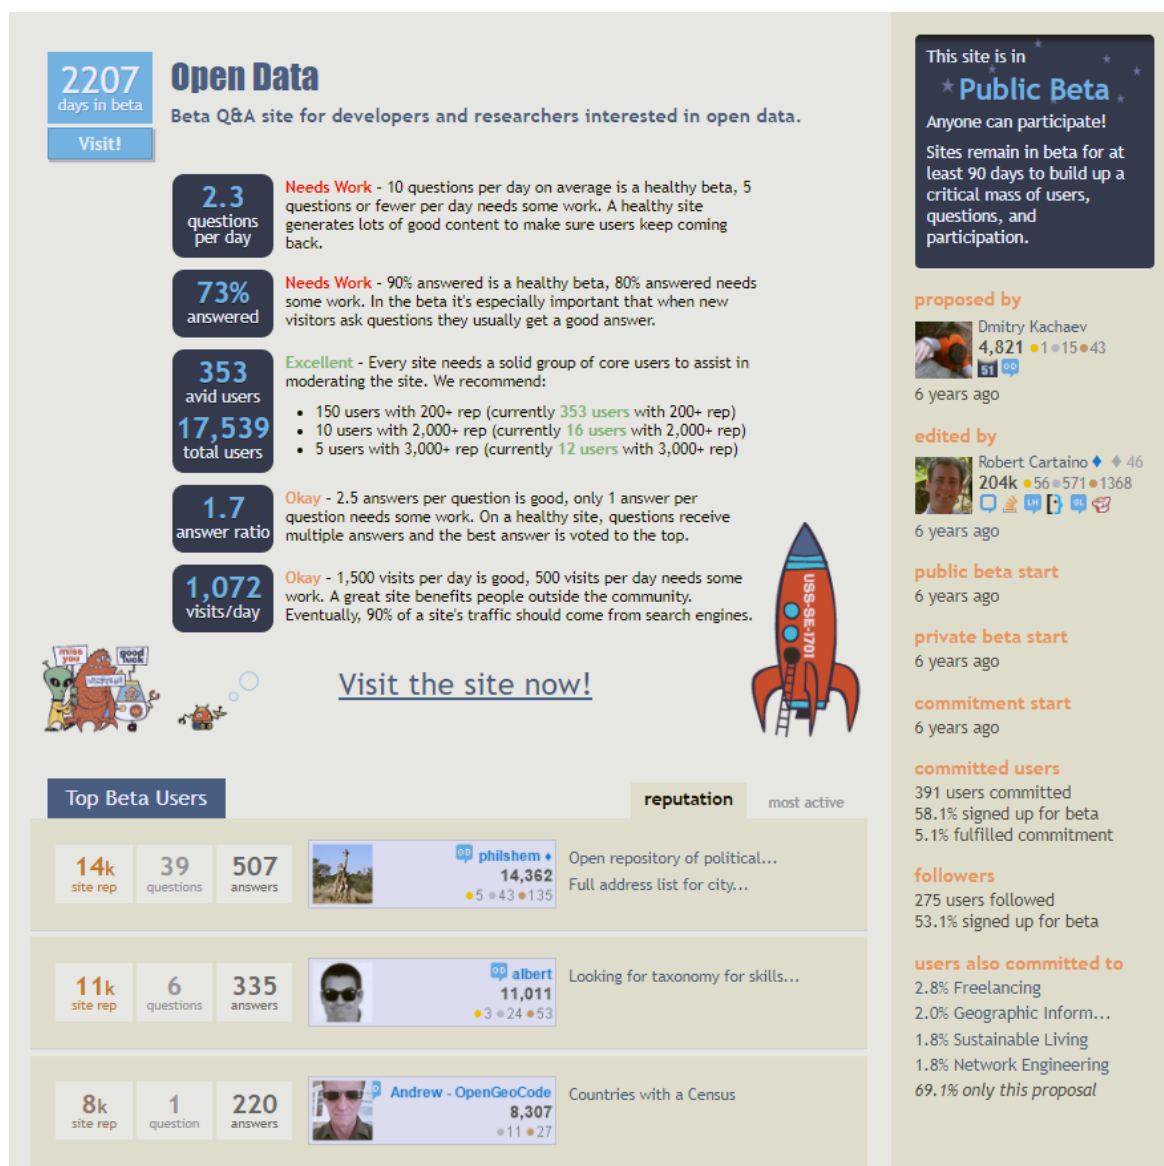 2207
days in beta
Visit!
Open Data
Beta Q&A site for developers and researchers interested in open data.
2.3
questions
per day
Needs Work - 10 questions per day on average is a healthy beta, 5
questions or fewer per day needs some work. A healthy site
generates lots of good content to make sure users keep coming
back.
73%
answered
Needs Work - 90% answered is a healthy beta, 80% answered needs
some work. In the beta it's especially important that when new
visitors ask questions they usually get a good answer.
353
avid users
17,539
total users
Excellent - Every site needs a solid group of core users to assist in
moderating the site. We recommend:
• 150 users with 200+ rep (currently 353 users with 200+ rep)
• 10 users with 2,000+ rep (currently 16 users with 2,000+ rep)
• 5 users with 3,000+ rep (currently 12 users with 3,000+ rep)
1.7
answer ratio
Okay - 2.5 answers per question is good, only 1 answer per
question needs some work. On a healthy site, questions receive
multiple answers and the best answer is voted to the top.
1,072
visits/day
Okay - 1,500 visits per day is good, 500 visits per day needs some
work. A great site benefits people outside the community.
Eventually, 90% of a site's traffic should come from search engines.
miss
you
good
luck
USS-SE-1701
Visit the site now!
Top Beta Users
reputation
most active
14k
site rep
39
questions
507
answers
OD philshem ♦
14,362
●5 ●43 ●135
Open repository of political...
Full address list for city...
11k
site rep
6
questions
335
answers
OD albert
11,011
●3 ●24 ●53
Looking for taxonomy for skills...
8k
site rep
1
question
220
answers
Andrew - OpenGeoCode
8,307
●11 ●27
Countries with a Census
This site is in
Public Beta
Anyone can participate!
Sites remain in beta for at
least 90 days to build up a
critical mass of users,
questions, and
participation.
proposed by
Dmitry Kachaev
4,821 ●1●15●43
51 OD
6 years ago
edited by
Robert Cartaino ♦ ♦ 46
204k ●56●571●1368
LH GL
6 years ago
public beta start
6 years ago
private beta start
6 years ago
commitment start
6 years ago
committed users
391 users committed
58.1% signed up for beta
5.1% fulfilled commitment
followers
275 users followed
53.1% signed up for beta
users also committed to
2.8% Freelancing
2.0% Geographic Inform...
1.8% Sustainable Living
1.8% Network Engineering
69.1% only this proposal